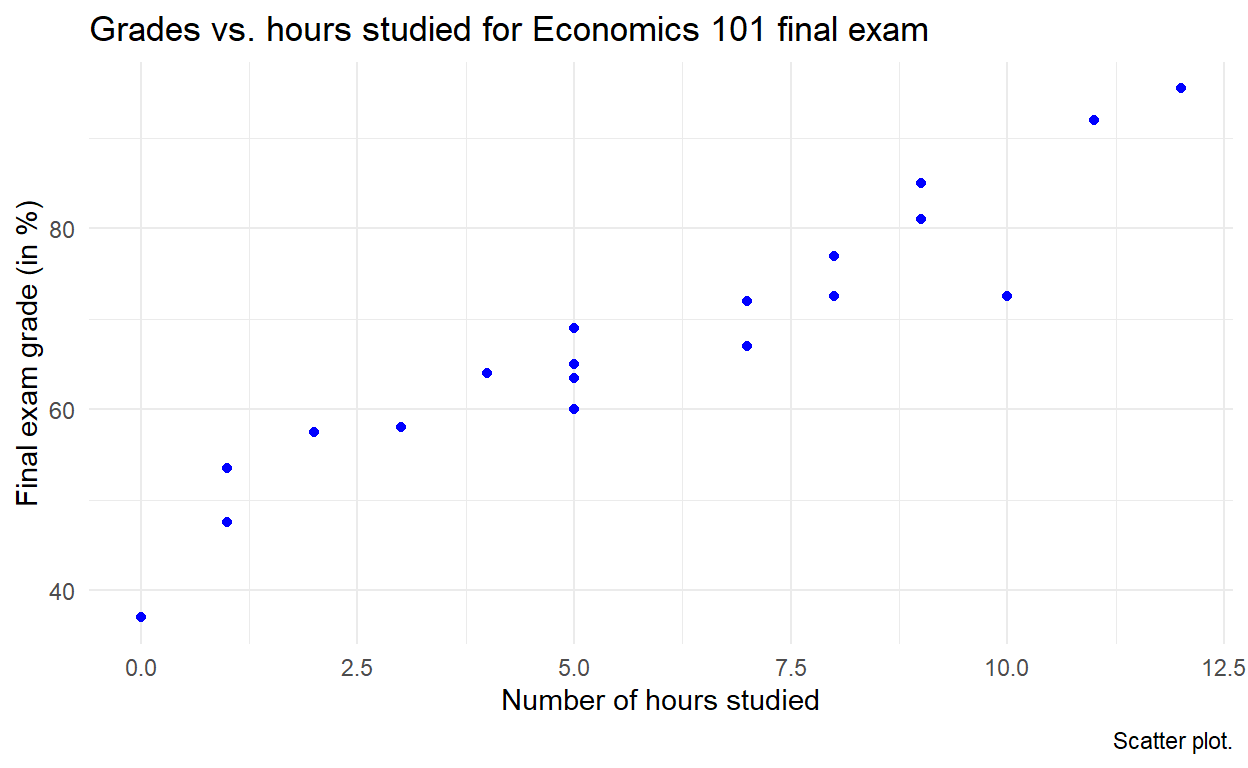 Grades vs. hours studied for Economics 101 final exam
Final exam grade (in %)
80
60
40
0.0 2.5 5.0 7.5 10.0 12.5
Number of hours studied
Scatter plot.